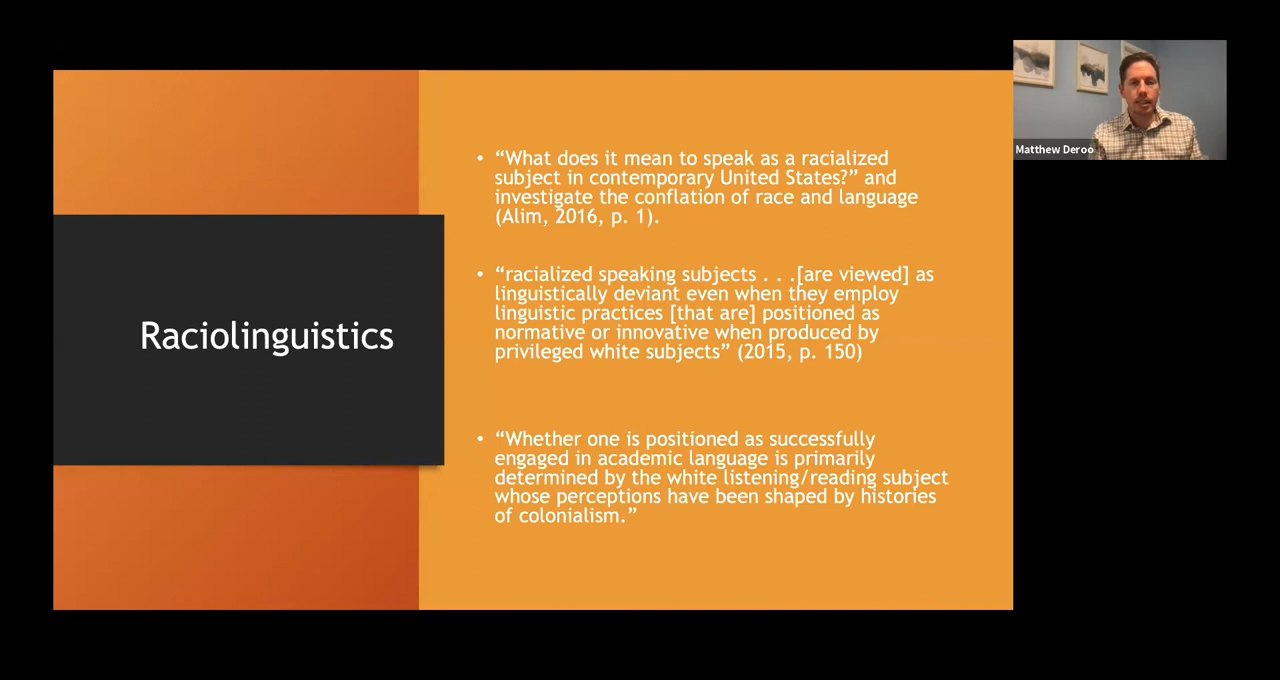 Raciolinguistics
• “What does it mean to speak as a racialized
subject in contemporary United States?” and
investigate the conflation of race and language
(Alim, 2016, p. 1).
• “racialized speaking subjects . . .[are viewed] as
linguistically deviant even when they employ
linguistic practices [that are] positioned as
normative or innovative when produced by
privileged white subjects” (2015, p. 150)
• “Whether one is positioned as successfully
engaged in academic language is primarily
determined by the white listening/reading subject
whose perceptions have been shaped by histories
of colonialism.”
Matthew Deroo